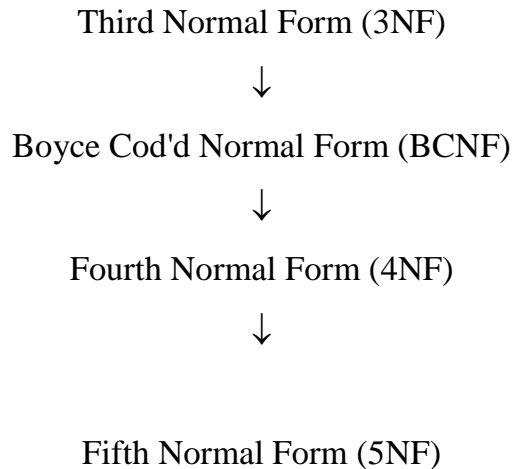 Third Normal Form (3NF)
↓
Boyce Cod'd Normal Form (BCNF)
↓
Fourth Normal Form (4NF)
↓
Fifth Normal Form (5NF)